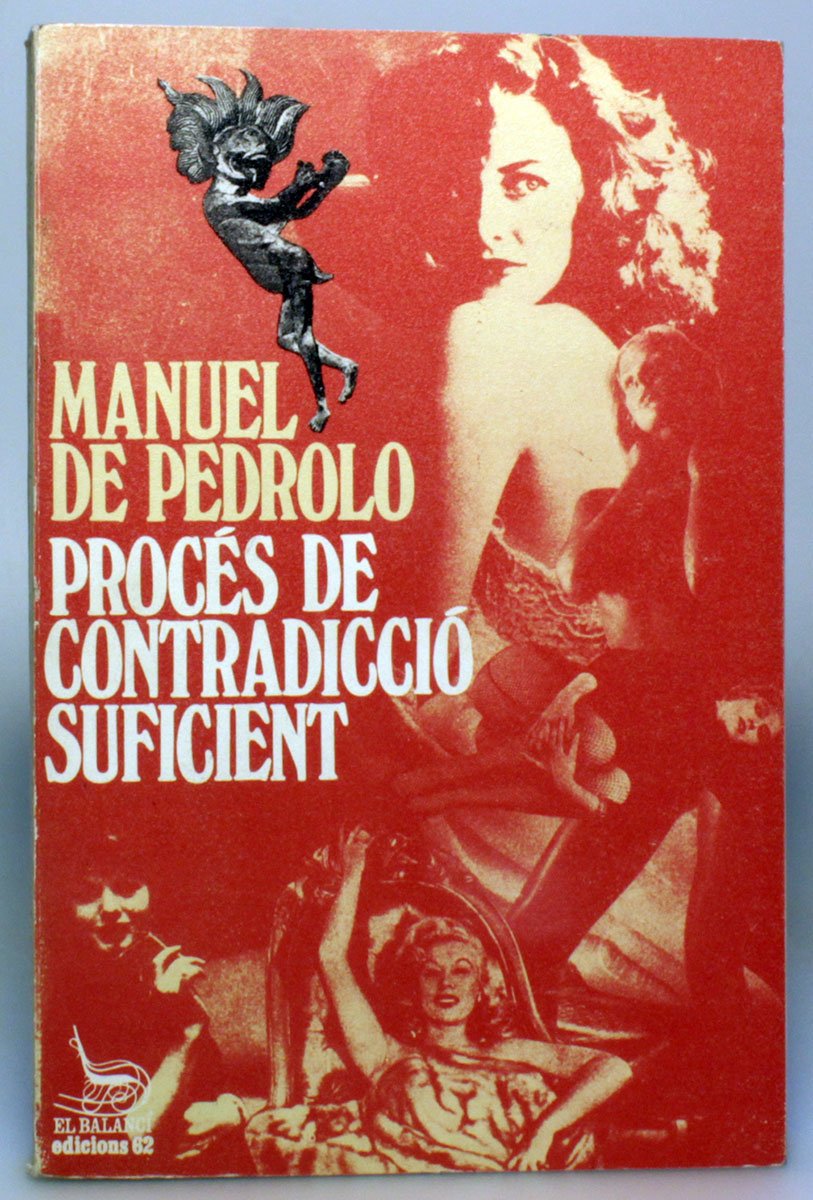 MANUEL
DE PEDROLO
PROCÉS DE
CONTRADICCIÓ
SUFICIENT
EL BALANCÍ
edicions 62